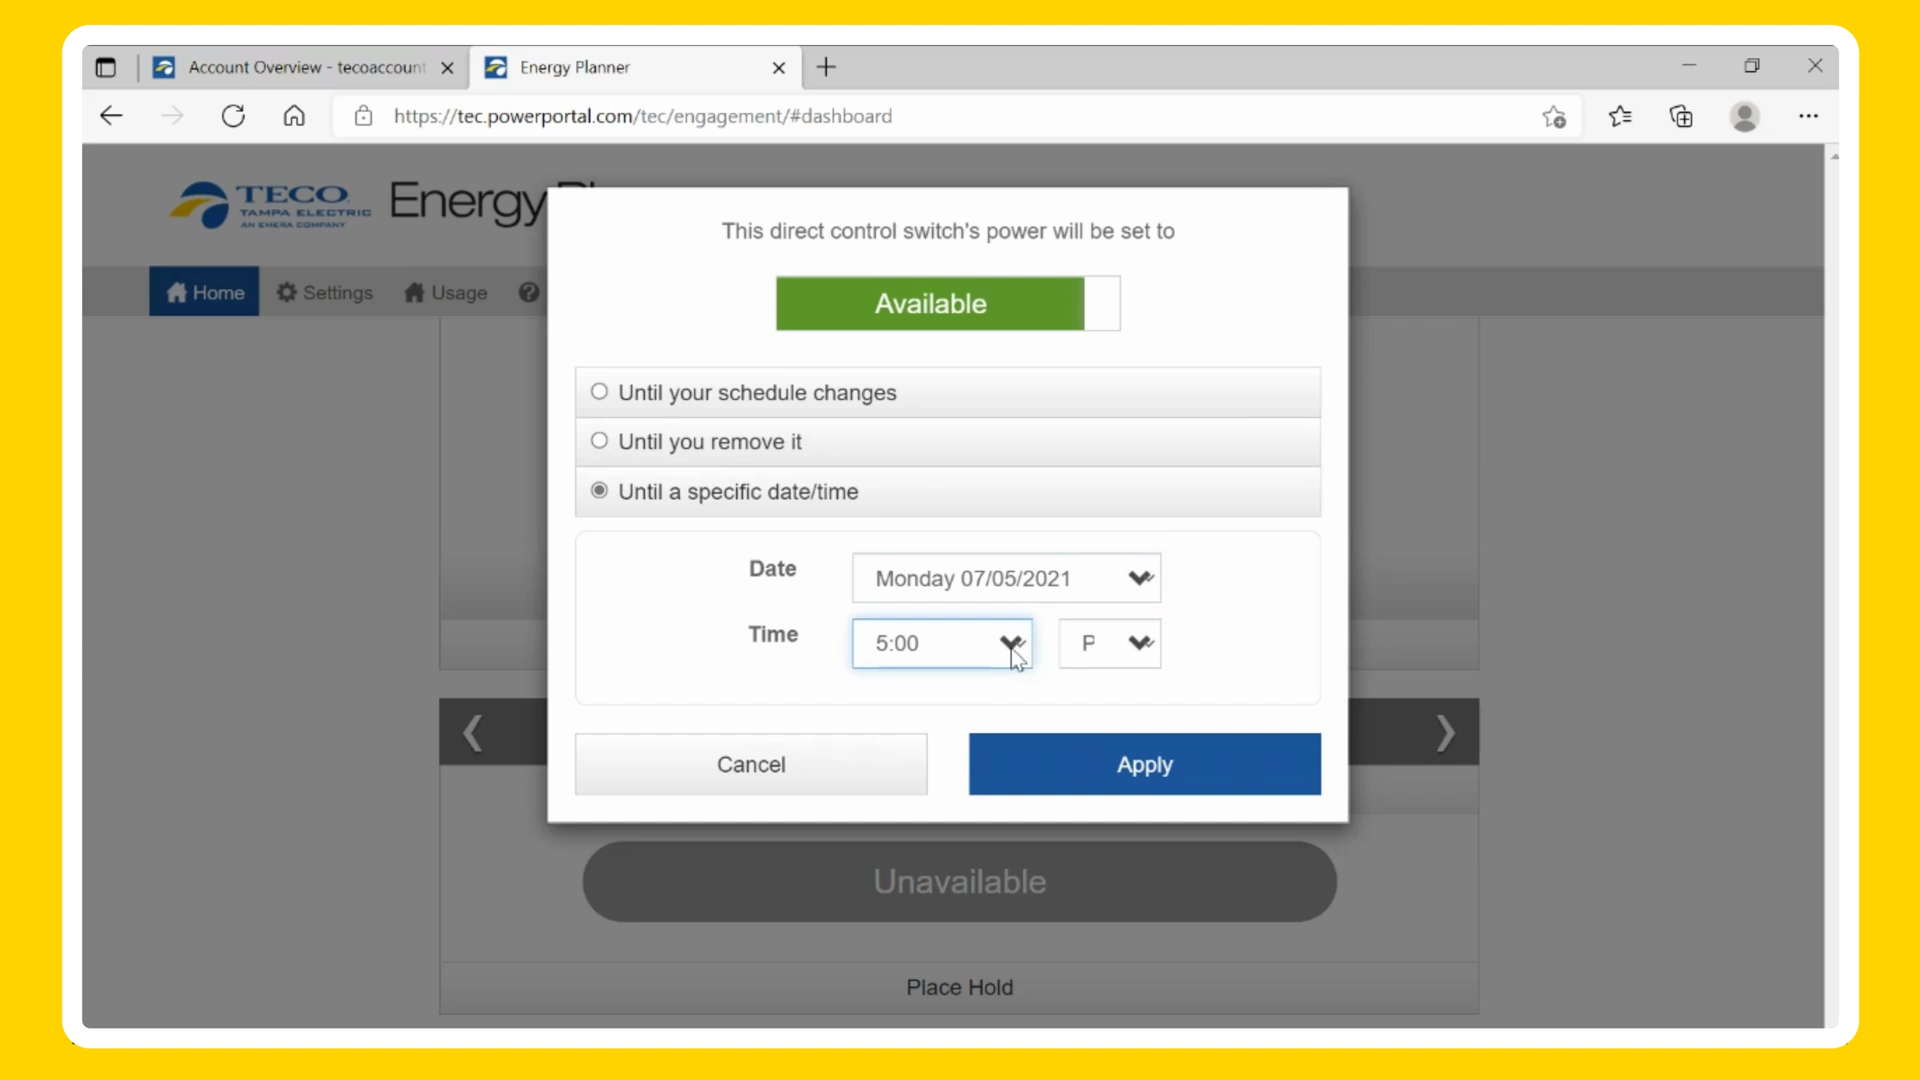 Account Overview - tecoaccount
Energy Planner
https://tec.powerportal.com/tec/engagement/#dashboard
TECO
TAMPA ELECTRIC
AN EMERA COMPANY
Energy
Home
Settings
Usage
This direct control switch's power will be set to
Available
Until your schedule changes
Until you remove it
Until a specific date/time
Date
Monday 07/05/2021
Time
5:00
P
Cancel
Apply
Unavailable
Place Hold